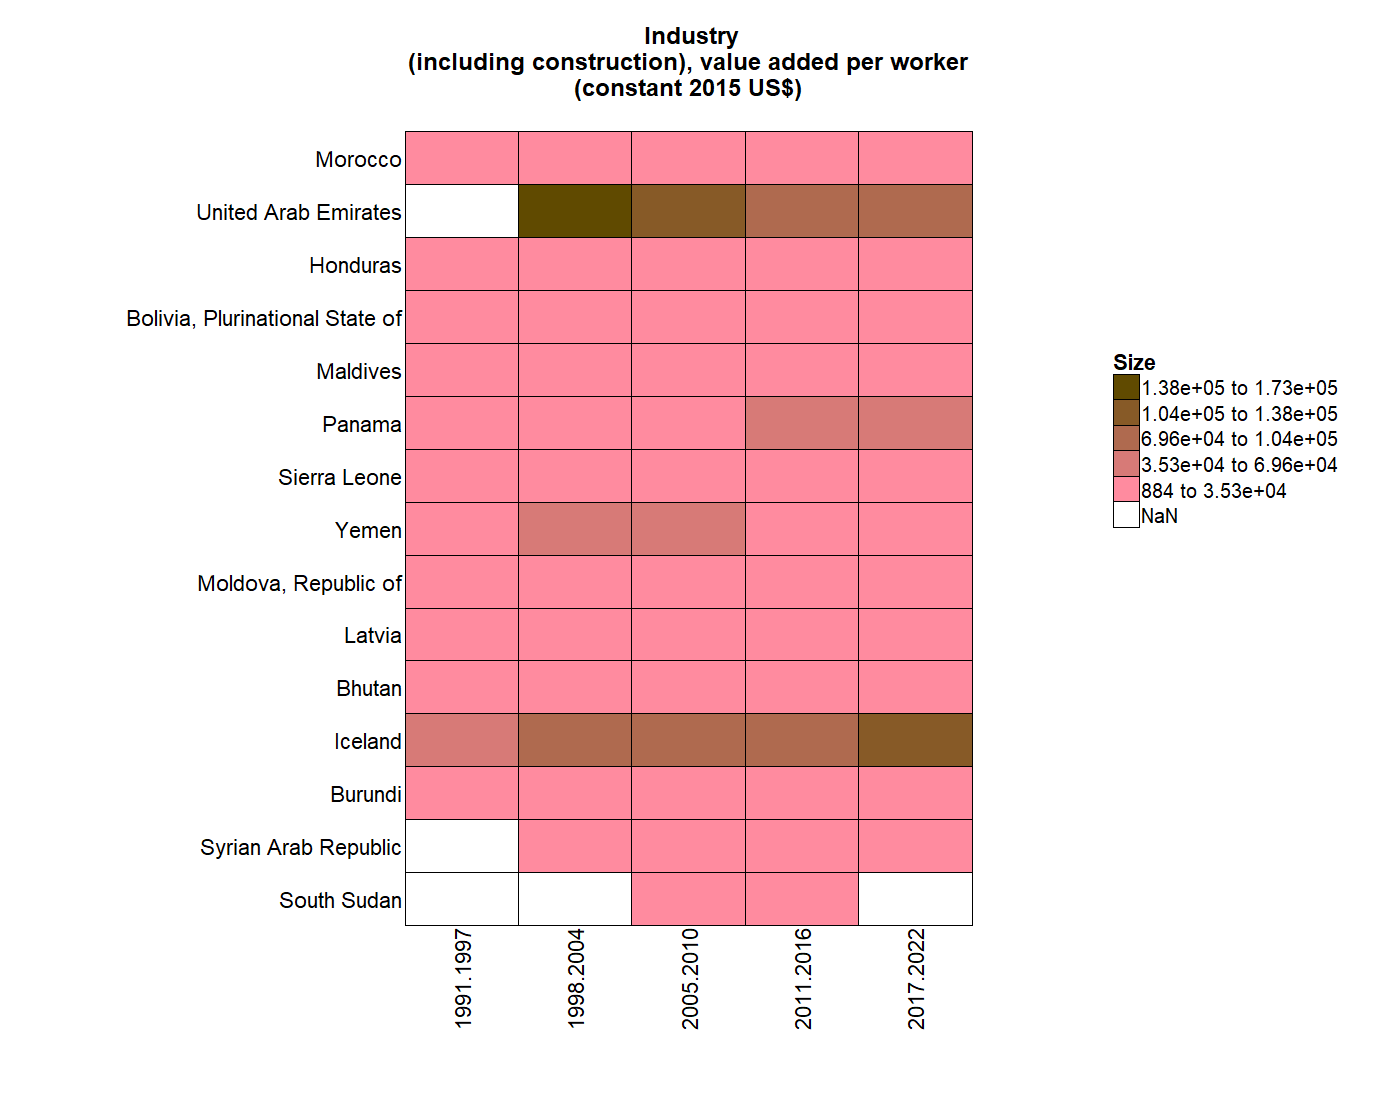 Industry
(including construction), value added per worker
(constant 2015 US$)
Morocco
United Arab Emirates
Honduras
Bolivia, Plurinational State of
Maldives
Panama
Sierra Leone
Yemen
Moldova, Republic of
Latvia
Bhutan
Iceland
Burundi
Syrian Arab Republic
South Sudan
1991.1997
1998.2004
2005.2010
2011.2016
2017.2022
Size
1.38e+05 to 1.73e+05
1.04e+05 to 1.38e+05
6.96e+04 to 1.04e+05
3.53e+04 to 6.96e+04
884 to 3.53e+04
NaN